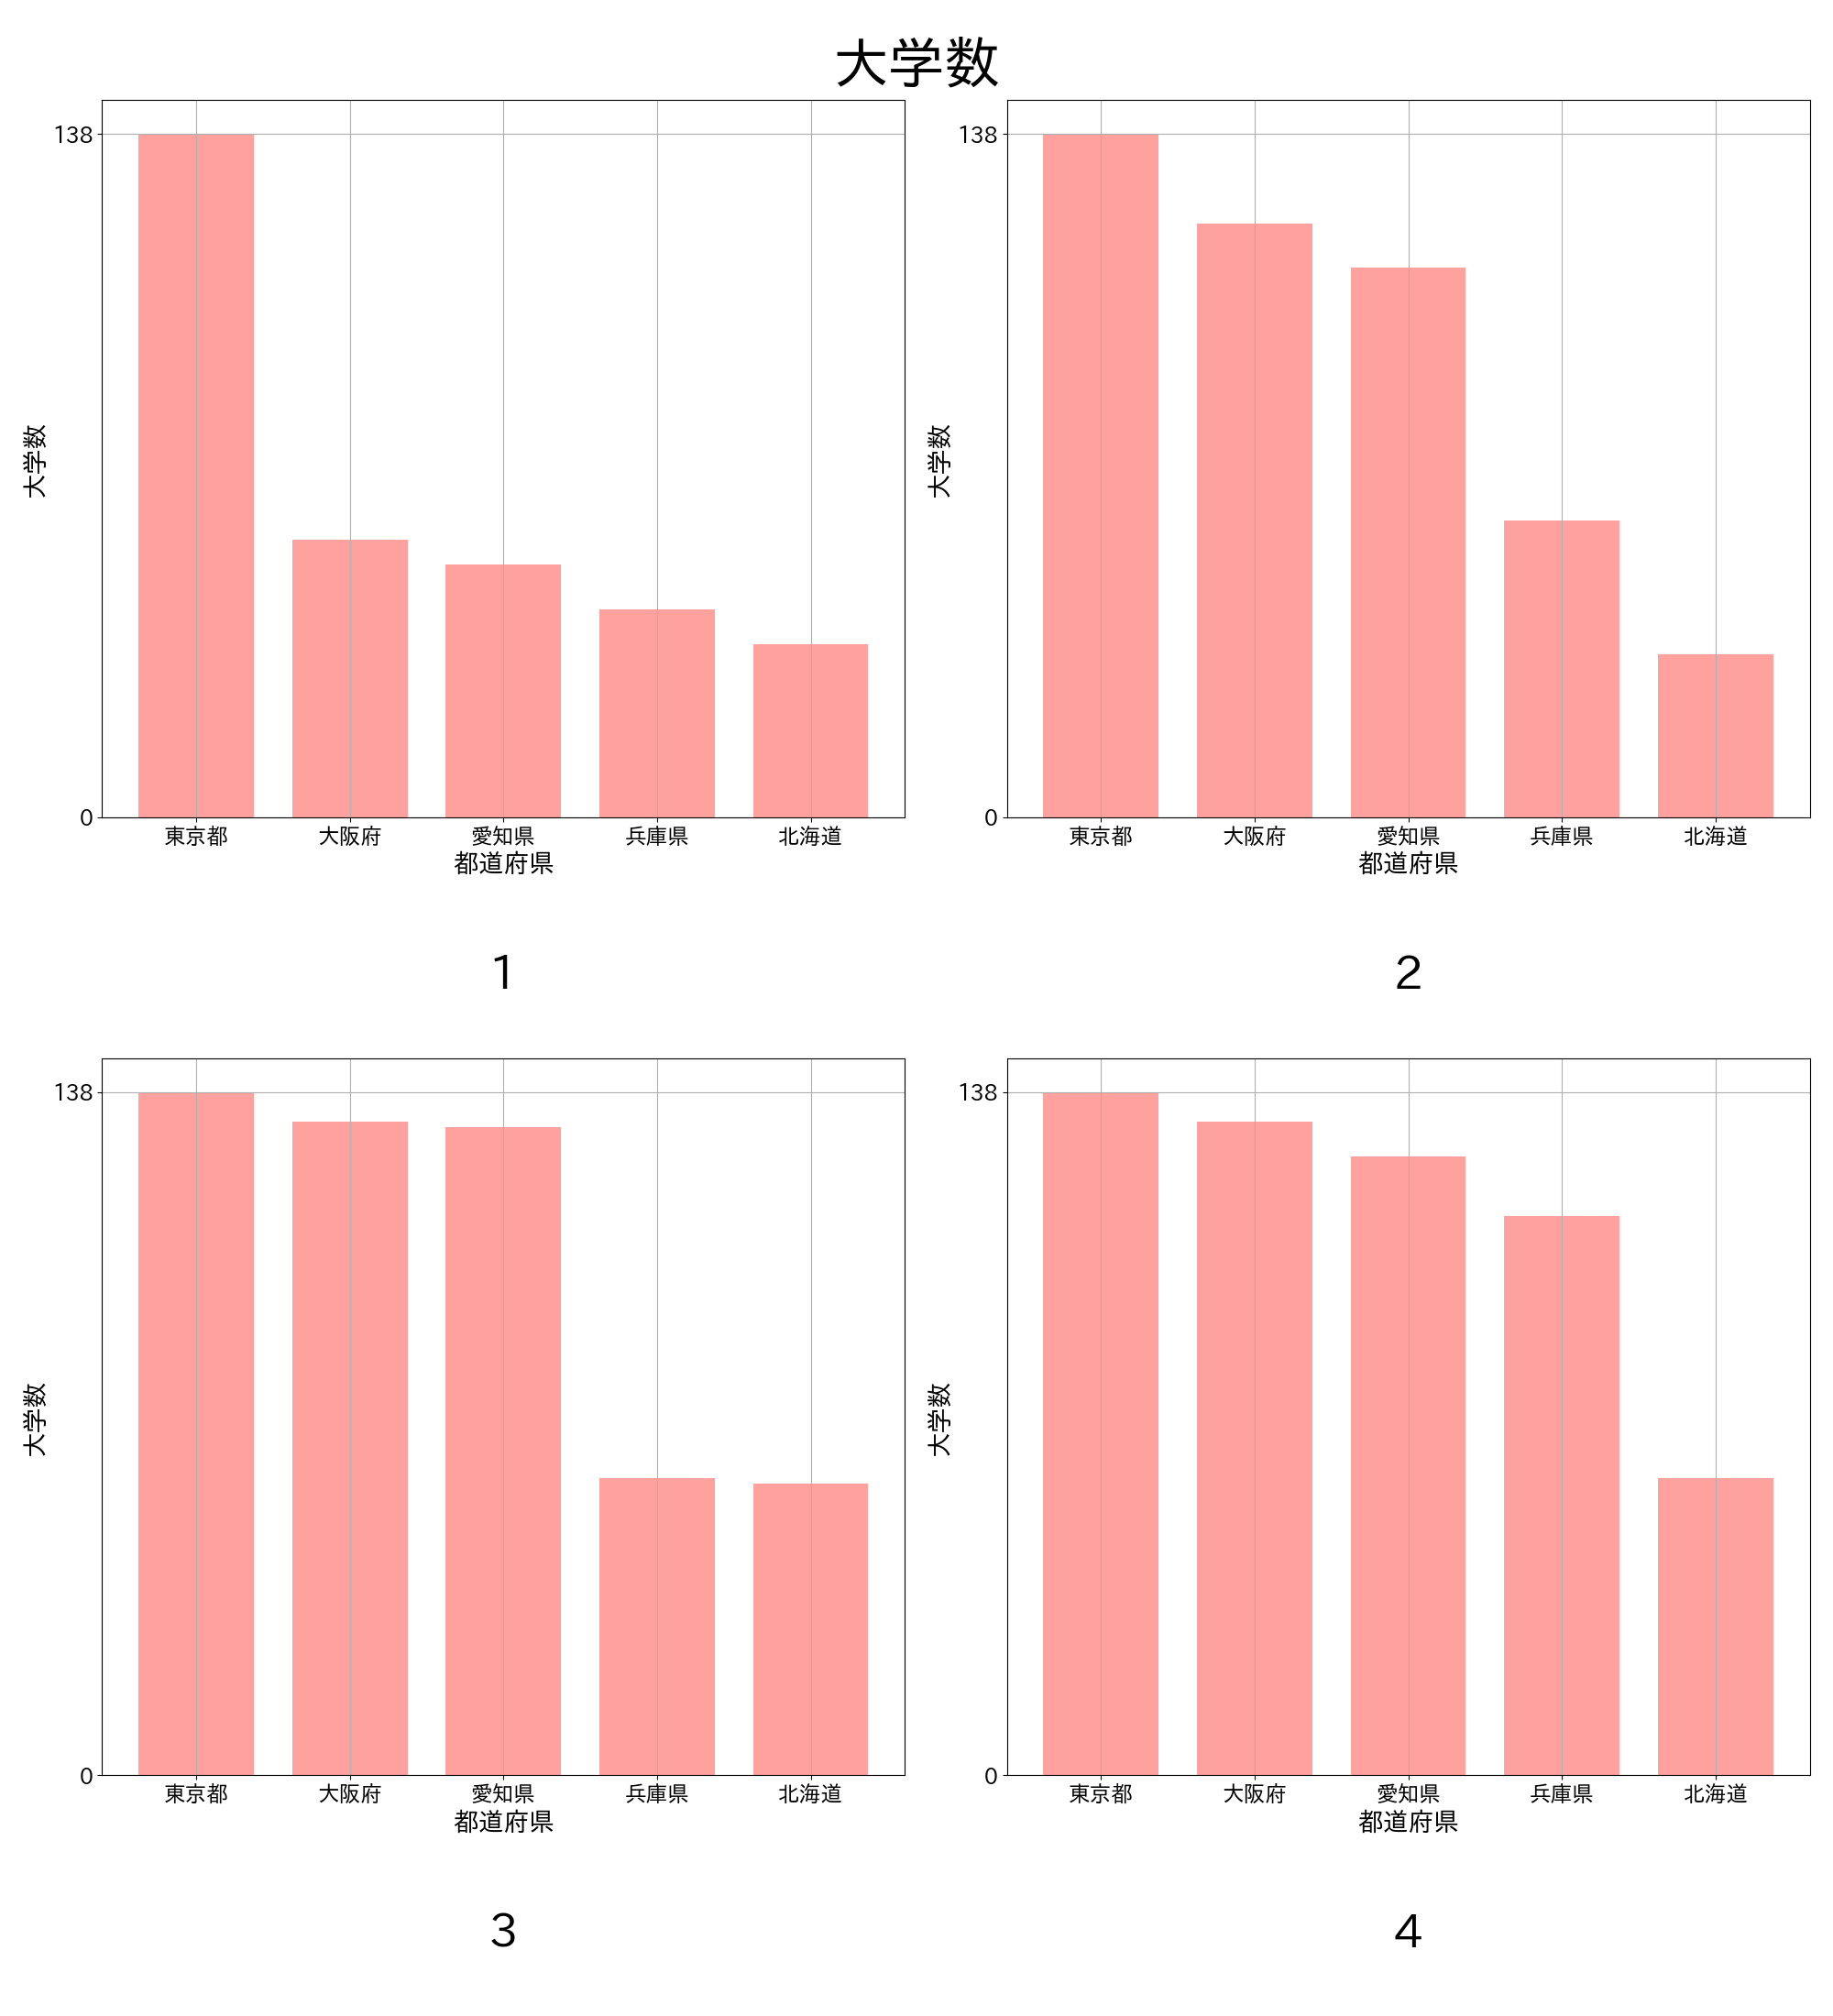 大学数
138
大学数
0
東京都 大阪府 愛知県 兵庫県 北海道
都道府県
1
138
大学数
0
東京都 大阪府 愛知県 兵庫県 北海道
都道府県
2
138
大学数
0
東京都 大阪府 愛知県 兵庫県 北海道
都道府県
3
138
大学数
0
東京都 大阪府 愛知県 兵庫県 北海道
都道府県
4